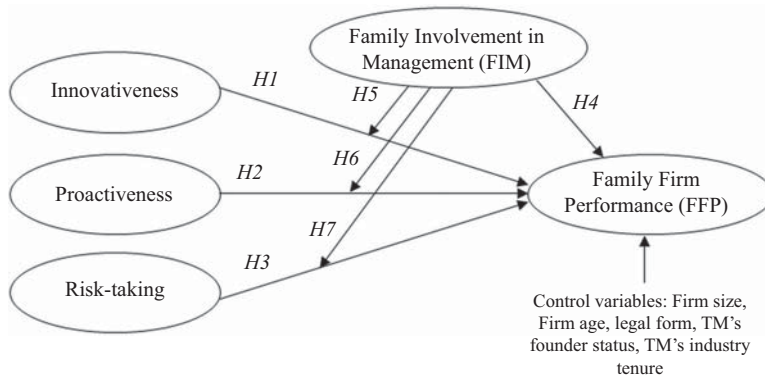 Family Involvement in
Management (FIM)
Innovativeness
H1
H5
H4
H6
Proactiveness
H2
Family Firm
Performance (FFP)
H7
H3
Risk-taking
Control variables: Firm size,
Firm age, legal form, TM's
founder status, TM's industry
tenure